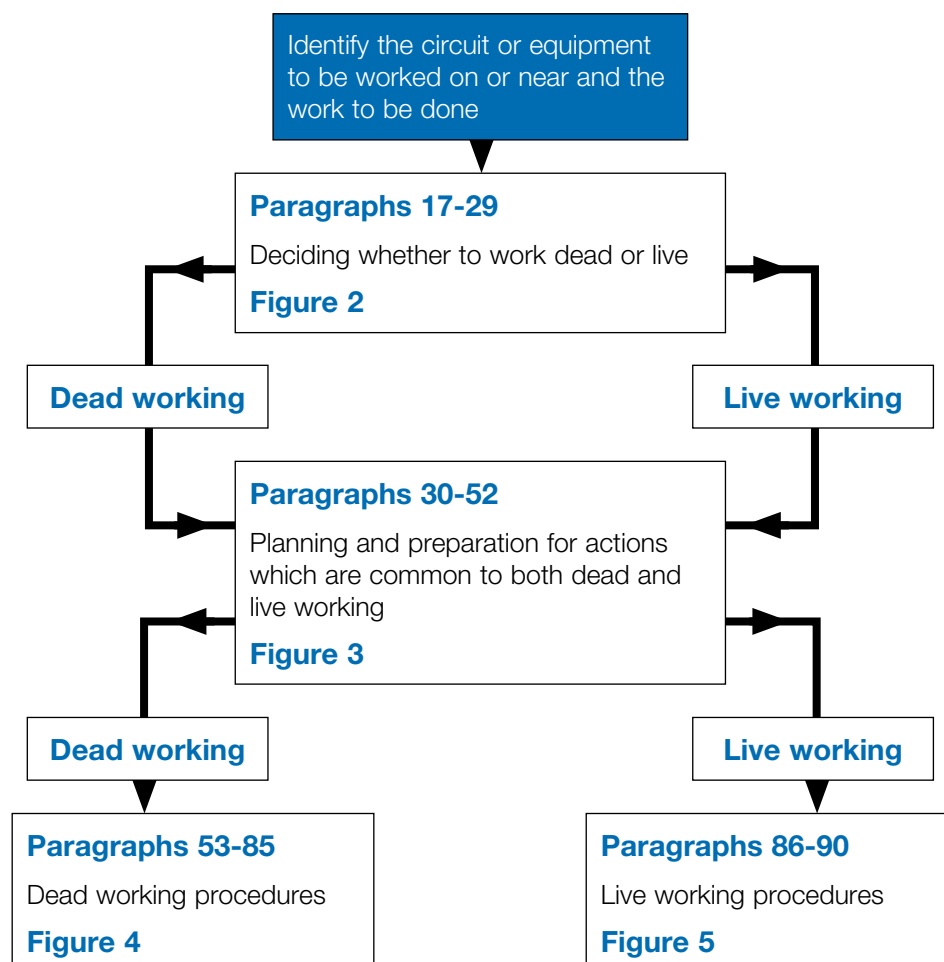 Identify the circuit or equipment
to be worked on or near and the
work to be done
Paragraphs 17-29
Deciding whether to work dead or live
Figure 2
Dead working
Live working
Paragraphs 30-52
Planning and preparation for actions
which are common to both dead and
live working
Figure 3
Dead working
Live working
Paragraphs 53-85
Dead working procedures
Figure 4
Paragraphs 86-90
Live working procedures
Figure 5